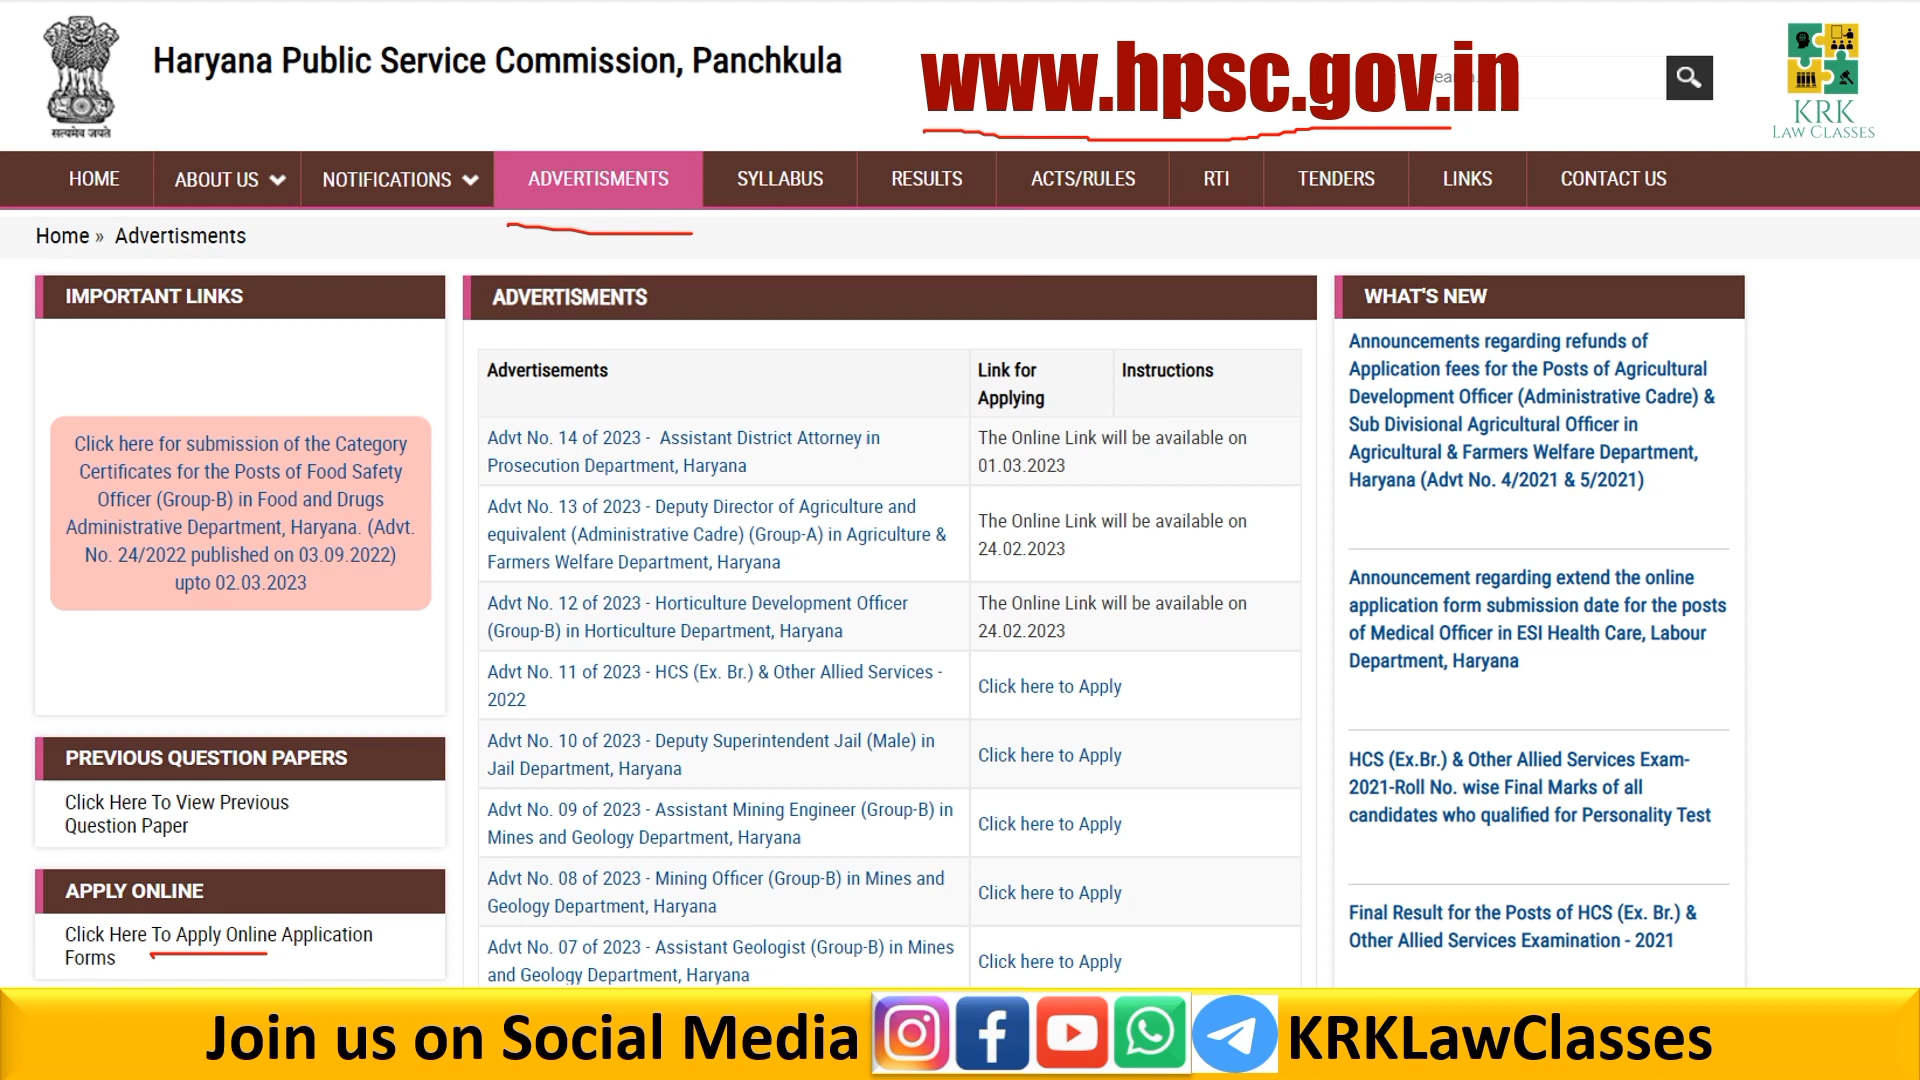 सत्यमेव जयते
Haryana Public Service Commission, Panchkula
www.hpsc.gov.in
KRK
LAW CLASSES
HOME
ABOUT US
NOTIFICATIONS
ADVERTISMENTS
SYLLABUS
RESULTS
ACTS/RULES
RTI
TENDERS
LINKS
CONTACT US
Home » Advertisments
IMPORTANT LINKS
Click here for submission of the Category
Certificates for the Posts of Food Safety
Officer (Group-B) in Food and Drugs
Administrative Department, Haryana. (Advt.
No. 24/2022 published on 03.09.2022)
upto 02.03.2023
PREVIOUS QUESTION PAPERS
Click Here To View Previous
Question Paper
APPLY ONLINE
Click Here To Apply Online Application
Forms
ADVERTISMENTS
Advertisements
Link for
Applying
Instructions
Advt No. 14 of 2023 - Assistant District Attorney in
Prosecution Department, Haryana
The Online Link will be available on
01.03.2023
Advt No. 13 of 2023 - Deputy Director of Agriculture and
equivalent (Administrative Cadre) (Group-A) in Agriculture &
Farmers Welfare Department, Haryana
The Online Link will be available on
24.02.2023
Advt No. 12 of 2023 - Horticulture Development Officer
(Group-B) in Horticulture Department, Haryana
The Online Link will be available on
24.02.2023
Advt No. 11 of 2023 - HCS (Ex. Br.) & Other Allied Services -
2022
Click here to Apply
Advt No. 10 of 2023 - Deputy Superintendent Jail (Male) in
Jail Department, Haryana
Click here to Apply
Advt No. 09 of 2023 - Assistant Mining Engineer (Group-B) in
Mines and Geology Department, Haryana
Click here to Apply
Advt No. 08 of 2023 - Mining Officer (Group-B) in Mines and
Geology Department, Haryana
Click here to Apply
Advt No. 07 of 2023 - Assistant Geologist (Group-B) in Mines
and Geology Department, Haryana
Click here to Apply
WHAT'S NEW
Announcements regarding refunds of
Application fees for the Posts of Agricultural
Development Officer (Administrative Cadre) &
Sub Divisional Agricultural Officer in
Agricultural & Farmers Welfare Department,
Haryana (Advt No. 4/2021 & 5/2021)
Announcement regarding extend the online
application form submission date for the posts
of Medical Officer in ESI Health Care, Labour
Department, Haryana
HCS (Ex.Br.) & Other Allied Services Exam-
2021-Roll No. wise Final Marks of all
candidates who qualified for Personality Test
Final Result for the Posts of HCS (Ex. Br.) &
Other Allied Services Examination - 2021
Join us on Social Media
KRKLawClasses